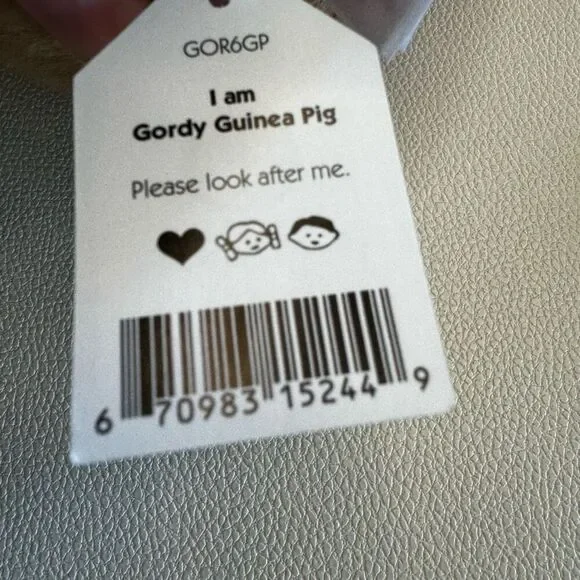 GOR6GP
I am
Gordy Guinea Pig
Please look after me.
6 70983 15244 9